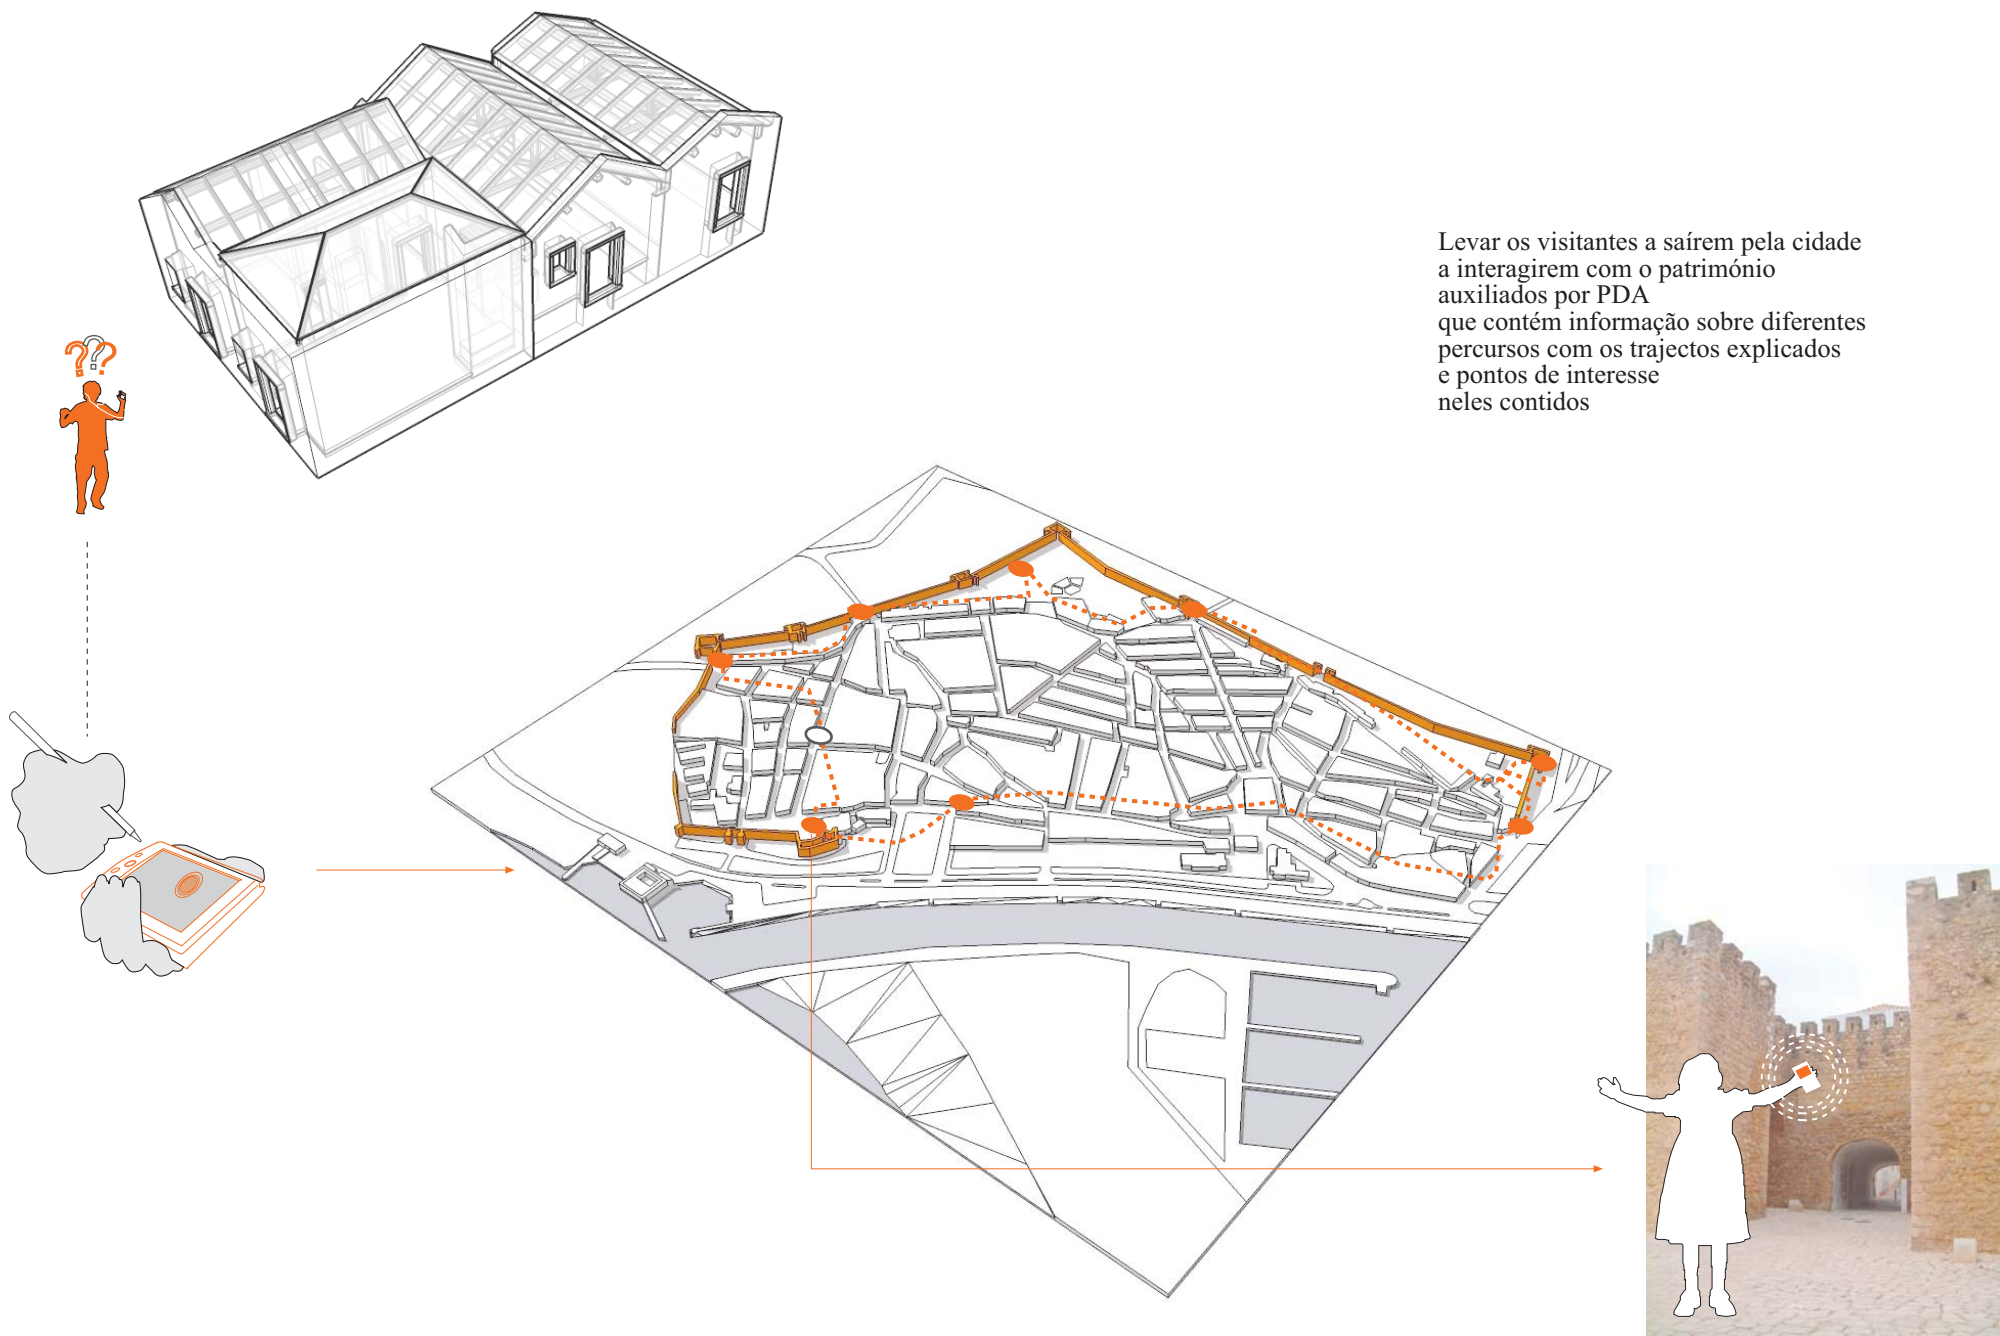 ???
Levar os visitantes a saírem pela cidade
a interagirem com o património
auxiliados por PDA
que contém informação sobre diferentes
percursos com os trajectos explicados
e pontos de interesse
neles contidos